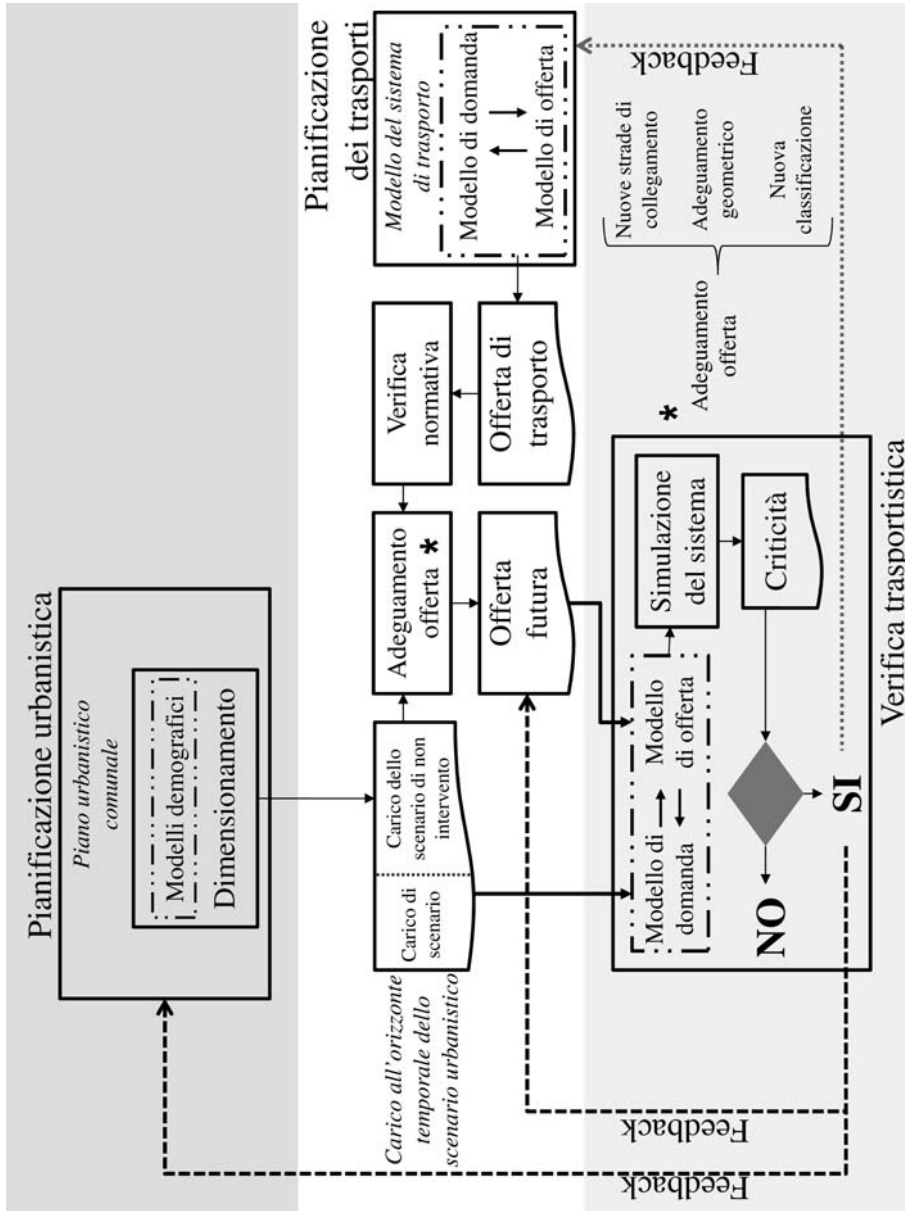 Pianificazione urbanistica
Piano urbanistico
comunale
Modelli demografici
Dimensionamento
Carico all'orizzonte
temporale dello
scenario urbanistico
Carico di
scenario
Carico dello
scenario di non
intervento
Adeguamento
offerta *
Offerta
futura
Verifica
normativa
Offerta di
trasporto
Pianificazione
dei trasporti
Modello del sistema
di trasporto
Modello di domanda
Modello di offerta
Modello di
domanda
Modello
di offerta
Simulazione
del sistema
Criticità
NO
SI
Verifica trasportistica
*
Adeguamento
offerta
Nuove strade di
collegamento
Adeguamento
geometrico
Nuova
classificazione
Feedback
Feedback
Feedback